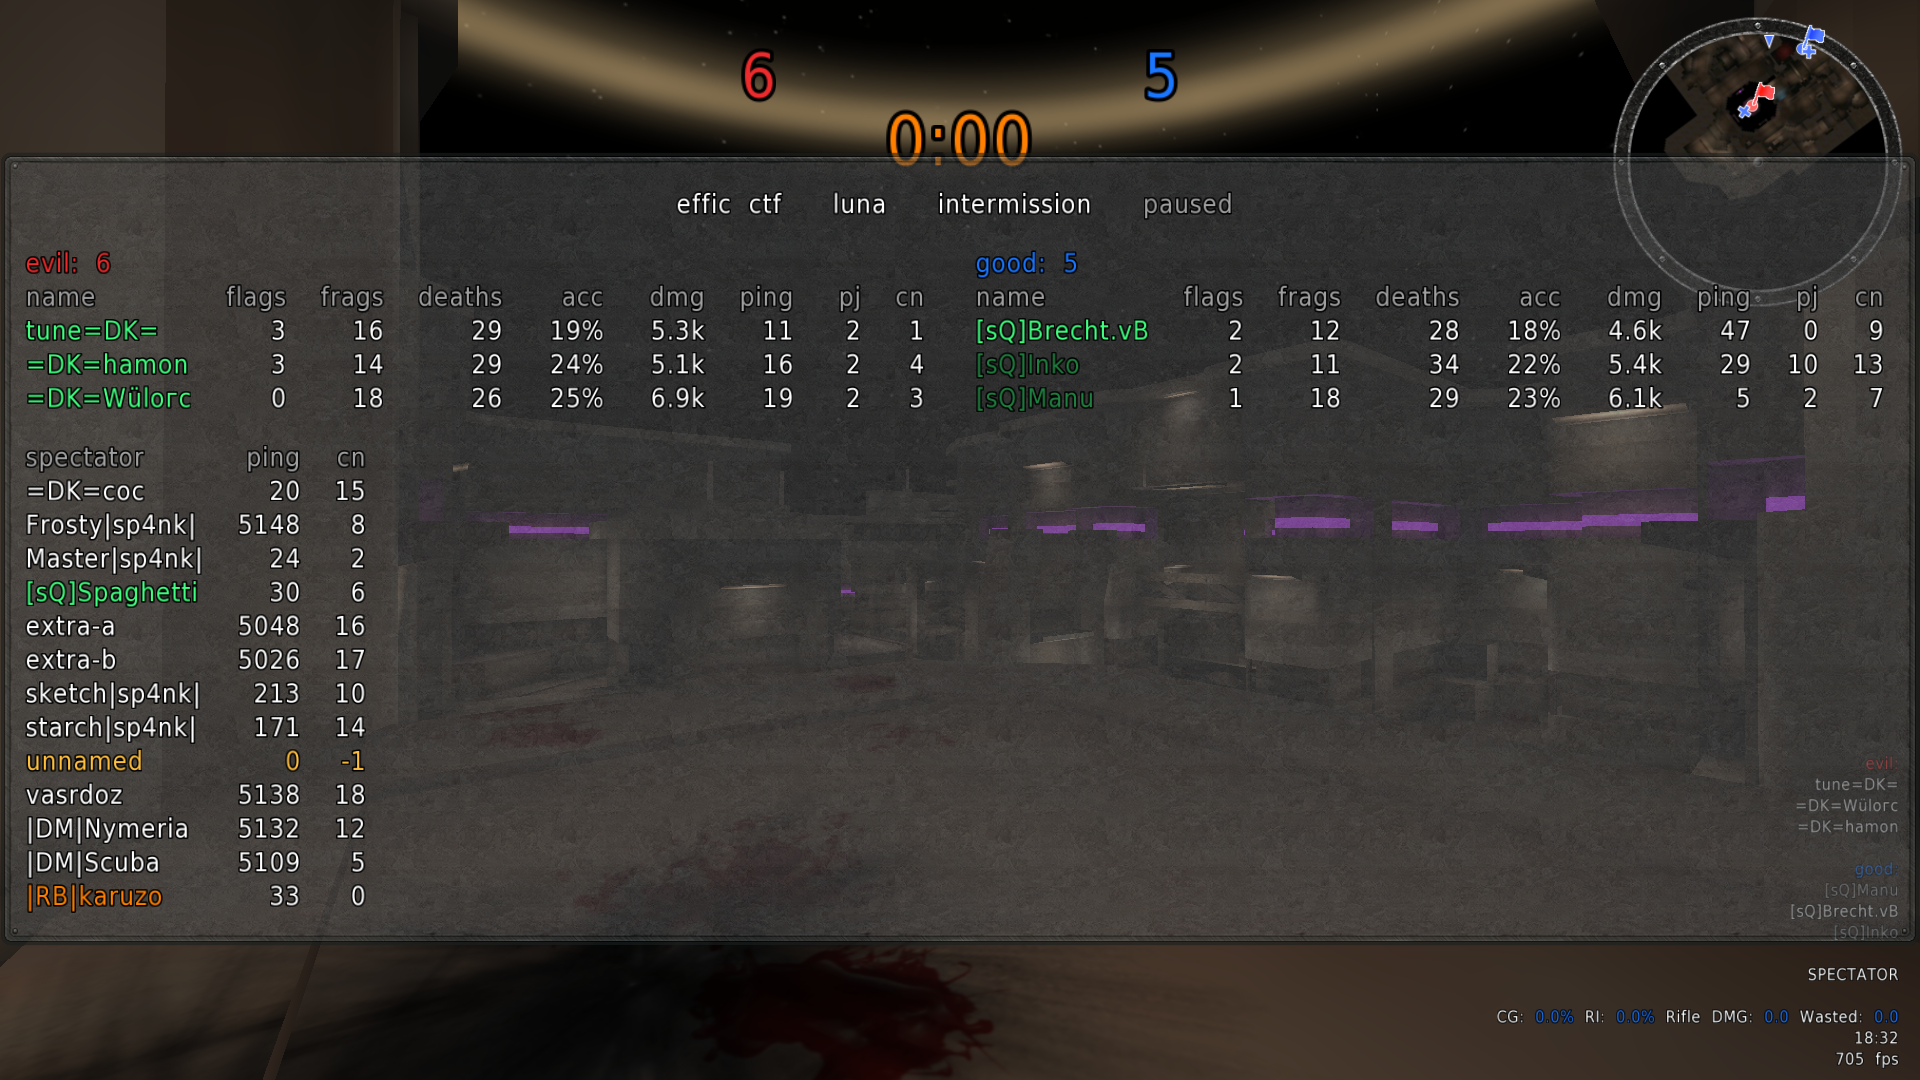 6 5
0:00
effic ctf luna intermission paused
evil: 6 good: 5
name flags frags deaths acc dmg ping pj cn name flags frags deaths acc dmg ping pj cn
tune=DK= 3 16 29 19% 5.3k 11 2 1 [sQ]Brecht.vB 2 12 28 18% 4.6k 47 0 9
=DK=hamon 3 14 29 24% 5.1k 16 2 4 [sQ]Inko 2 11 34 22% 5.4k 29 10 13
=DK=Wülorc 0 18 26 25% 6.9k 19 2 3 [sQ]Manu 1 18 29 23% 6.1k 5 2 7
spectator ping cn
=DK=coc 20 15
Frosty|sp4nk| 5148 8
Master|sp4nk| 24 2
[sQ]Spaghetti 30 6
extra-a 5048 16
extra-b 5026 17
sketch|sp4nk| 213 10
starch|sp4nk| 171 14
unnamed 0 -1
vasrdoz 5138 18
|DM|Nymeria 5132 12
|DM|Scuba 5109 5
|RB|karuzo 33 0
evil:
tune=DK=
=DK=Wülorc
=DK=hamon
good:
[sQ]Manu
[sQ]Brecht.vB
[sQ]Inko
SPECTATOR
CG: 0.0% RI: 0.0% Rifle DMG: 0.0 Wasted: 0.0
18:32
705 fps